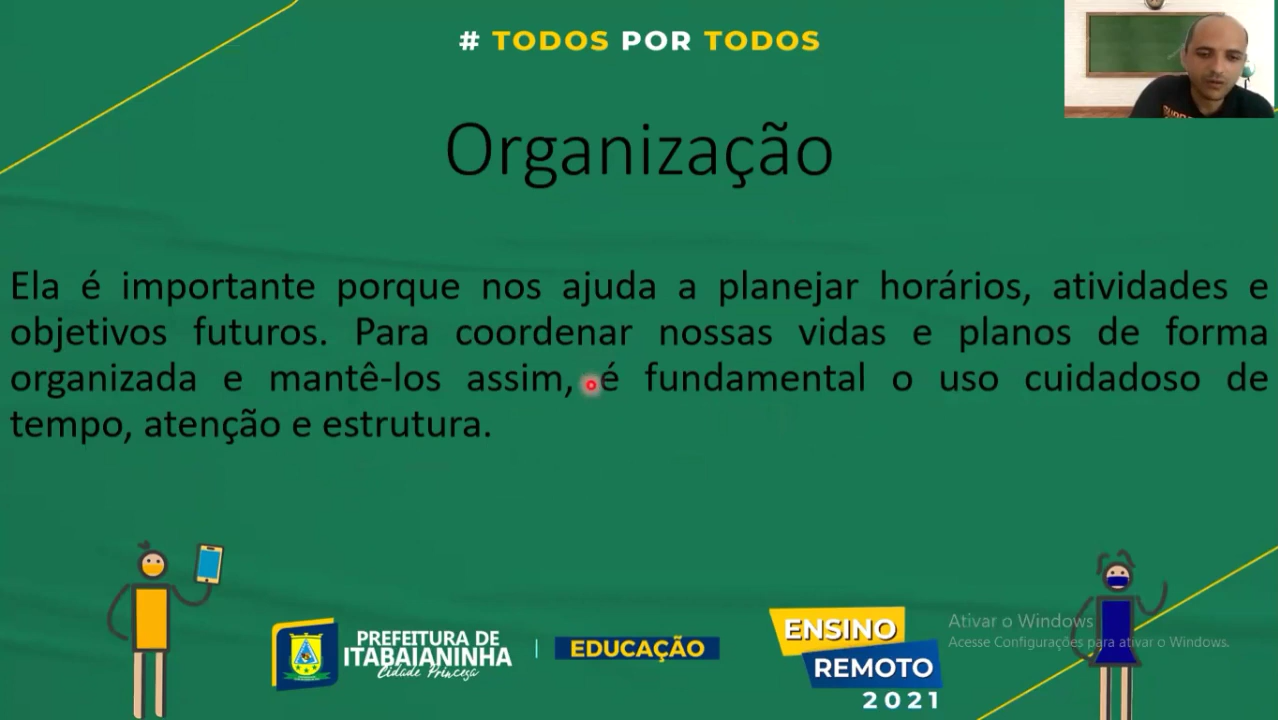 # TODOS POR TODOS
Organização
Ela é importante porque nos ajuda a planejar horários, atividades e
objetivos futuros. Para coordenar nossas vidas e planos de forma
organizada e mantê-los assim, é fundamental o uso cuidadoso de
tempo, atenção e estrutura.
PREFEITURA DE
ITABAIANINHA
Cidade Princesa
EDUCAÇÃO
ENSINO
REMOTO
2021
Ativar o Windows
Acesse Configurações para ativar o Windows.